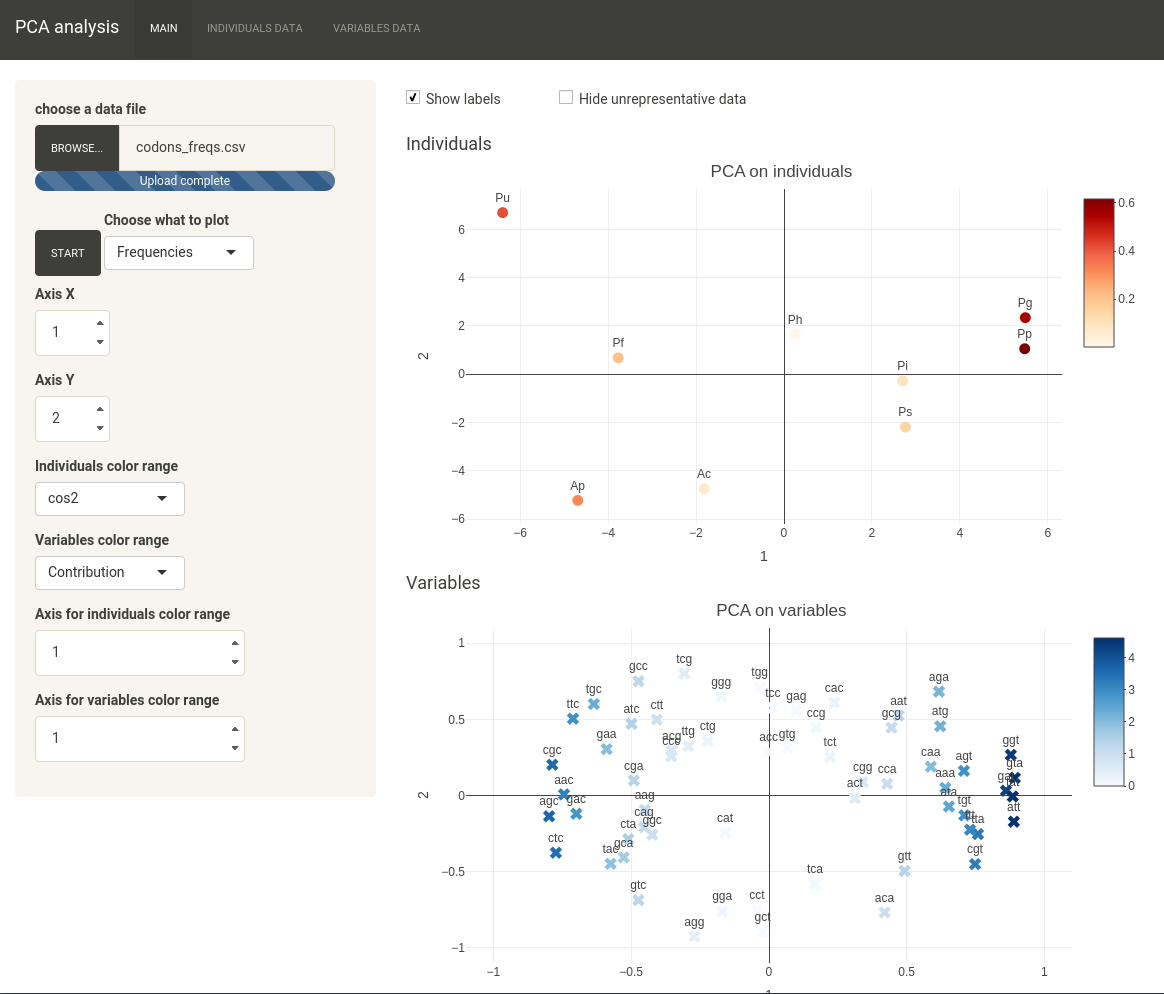 PCA analysis MAIN INDIVIDUALS DATA VARIABLES DATA
choose a data file
BROWSE... codons_freqs.csv
Upload complete
Choose what to plot
START Frequencies
Axis X
1
Axis Y
2
Individuals color range
cos2
Variables color range
Contribution
Axis for individuals color range
1
Axis for variables color range
1
Show labels Hide unrepresentative data
Individuals
PCA on individuals
Pu
6
4
Pg
2 Ph
Pp
Pf
Pi
0
Ps
−2
−4 Ac
Ap
−6
−6 −4 −2 0 2 4 6
1
2
0.6
0.4
0.2
Variables
PCA on variables
1
tcg
gcc
tgg
ggg
aga
tgc tcc gag cac
ttc atc ctt aat
0.5 ccg gcg atg
ctg
gaa acg ttg acc gtg
ccc tct ggt
cgc caa agt
cga cgg cca gta
aac act aaa
0 agc gac aag ata tgt att
cag
cta ggc cat tta
ctc gca
tac gtt cgt
−0.5 tca
gtc
gga cct aca
agg gct
−1
−1 −0.5 0 0.5 1
2
4
3
2
1
0